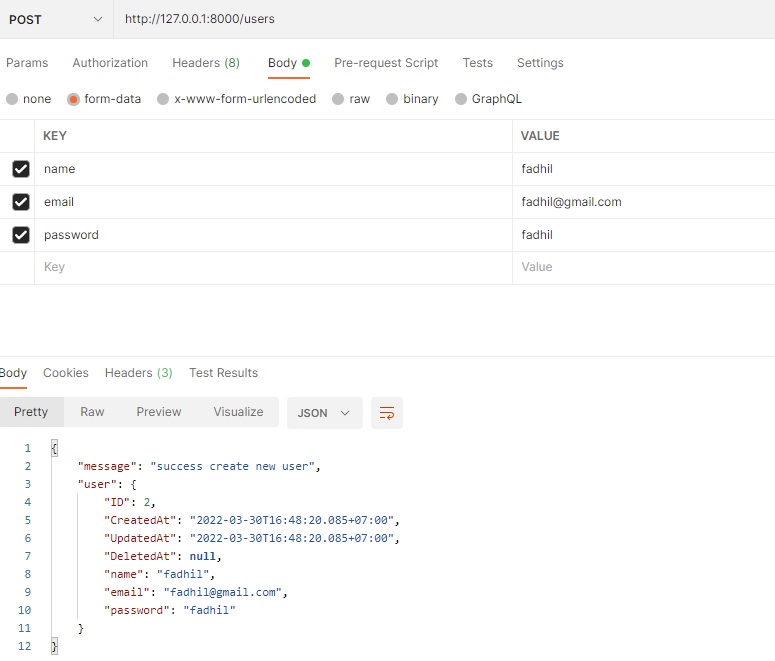 POST http://127.0.0.1:8000/users
Params Authorization Headers (8) Body Pre-request Script Tests Settings
none form-data x-www-form-urlencoded raw binary GraphQL
KEY VALUE
name fadhil
email fadhil@gmail.com
password fadhil
Key Value
Body Cookies Headers (3) Test Results
Pretty Raw Preview Visualize JSON
1 {
2 "message": "success create new user",
3 "user": {
4 "ID": 2,
5 "CreatedAt": "2022-03-30T16:48:20.085+07:00",
6 "UpdatedAt": "2022-03-30T16:48:20.085+07:00",
7 "DeletedAt": null,
8 "name": "fadhil",
9 "email": "fadhil@gmail.com",
10 "password": "fadhil"
11 }
12 }